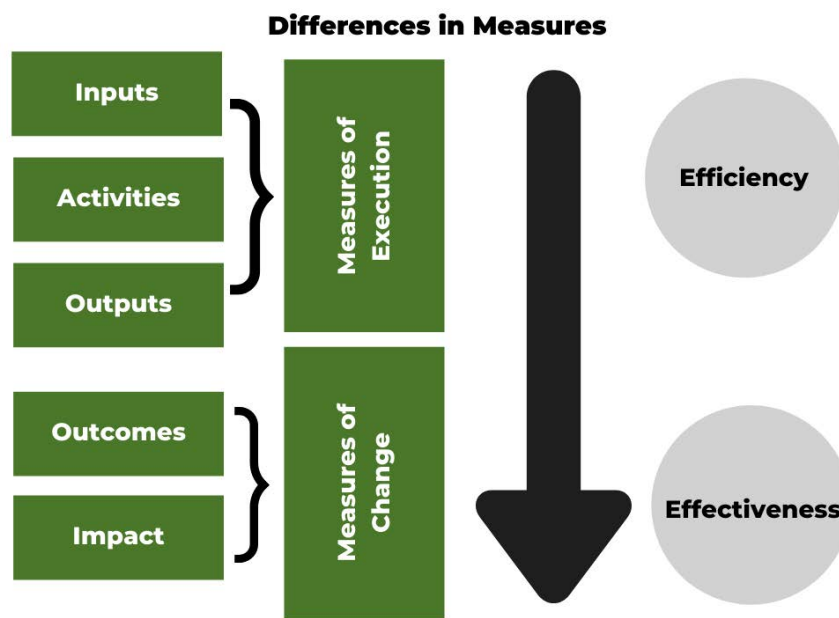 Differences in Measures
Inputs
Activities
Outputs
Measures of
Execution
Efficiency
Outcomes
Impact
Measures of
Change
Effectiveness